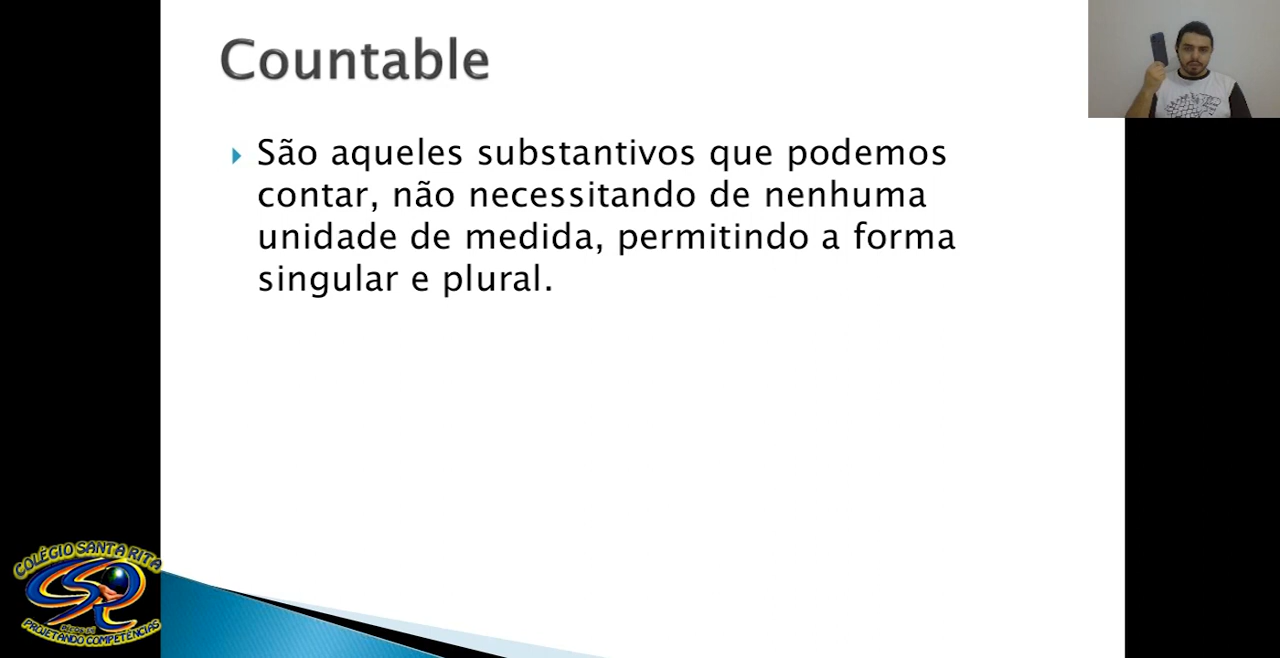 Countable
São aqueles substantivos que podemos
contar, não necessitando de nenhuma
unidade de medida, permitindo a forma
singular e plural.
COLÉGIO SANTA RITA
PROJETANDO COMPETÊNCIAS